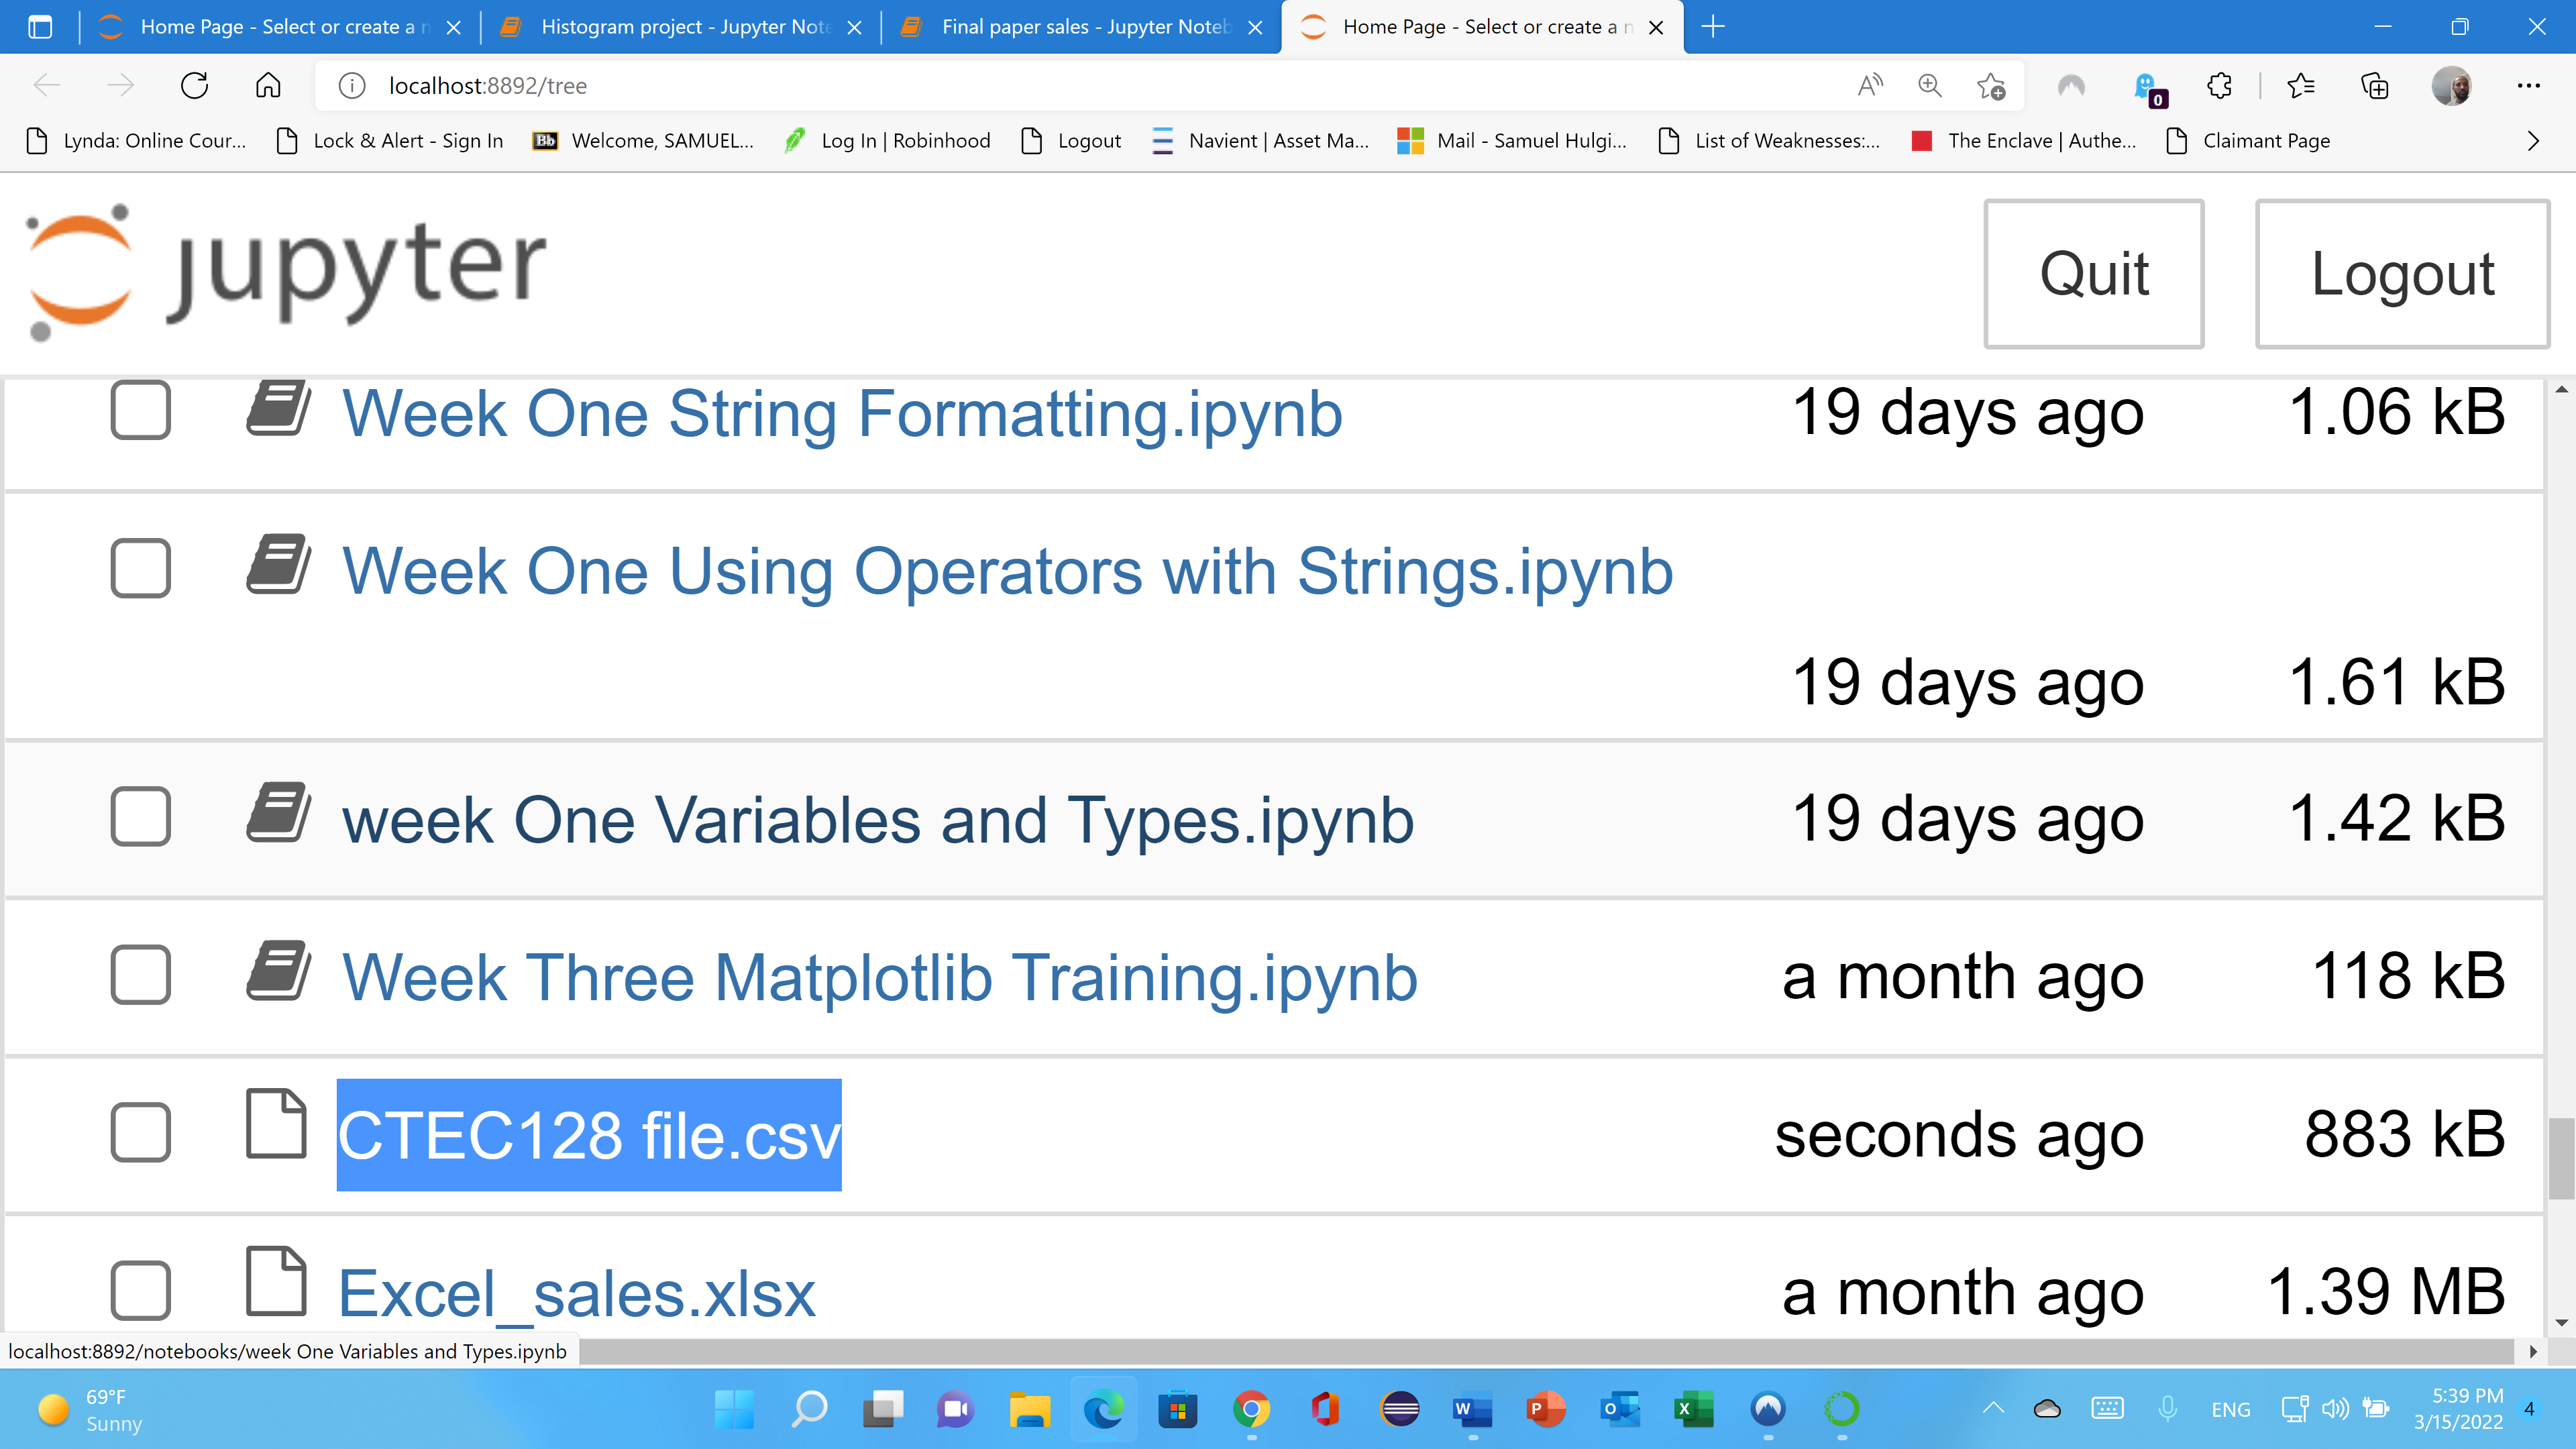 Home Page - Select or create a n
Histogram project - Jupyter Note
Final paper sales - Jupyter Noteb
Home Page - Select or create a n
localhost:8892/tree
0
Lynda: Online Cour...
Lock & Alert - Sign In
Bb Welcome, SAMUEL...
Log In | Robinhood
Logout
Navient | Asset Ma...
Mail - Samuel Hulgi...
List of Weaknesses:...
The Enclave | Authe...
Claimant Page
jupyter
Quit
Logout
Week One String Formatting.ipynb 19 days ago 1.06 kB
Week One Using Operators with Strings.ipynb
19 days ago 1.61 kB
week One Variables and Types.ipynb 19 days ago 1.42 kB
Week Three Matplotlib Training.ipynb a month ago 118 kB
CTEC128 file.csv seconds ago 883 kB
Excel_sales.xlsx a month ago 1.39 MB
localhost:8892/notebooks/week One Variables and Types.ipynb
69°F
Sunny
ENG
5:39 PM
3/15/2022
4